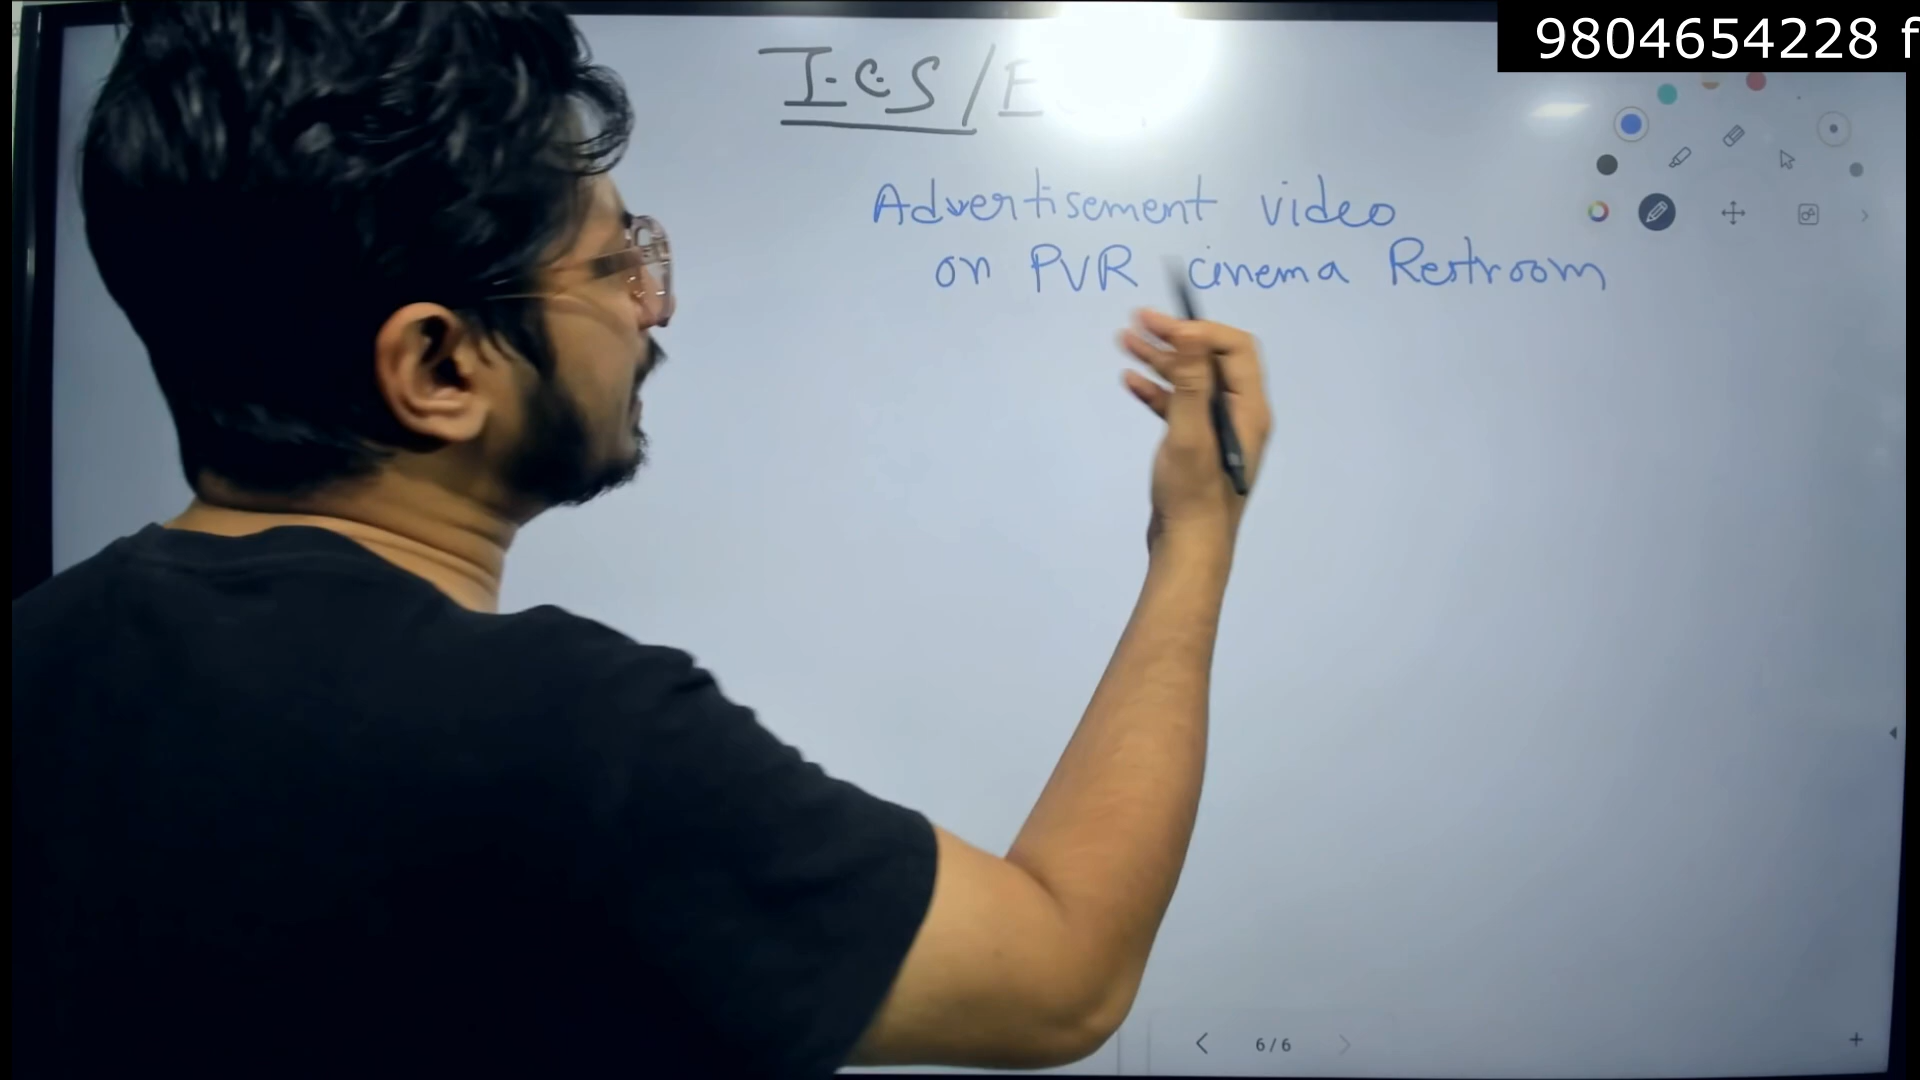 9804654228 f
I.C.S / E
Advertisement video
on PVR cinema Restroom
6/6